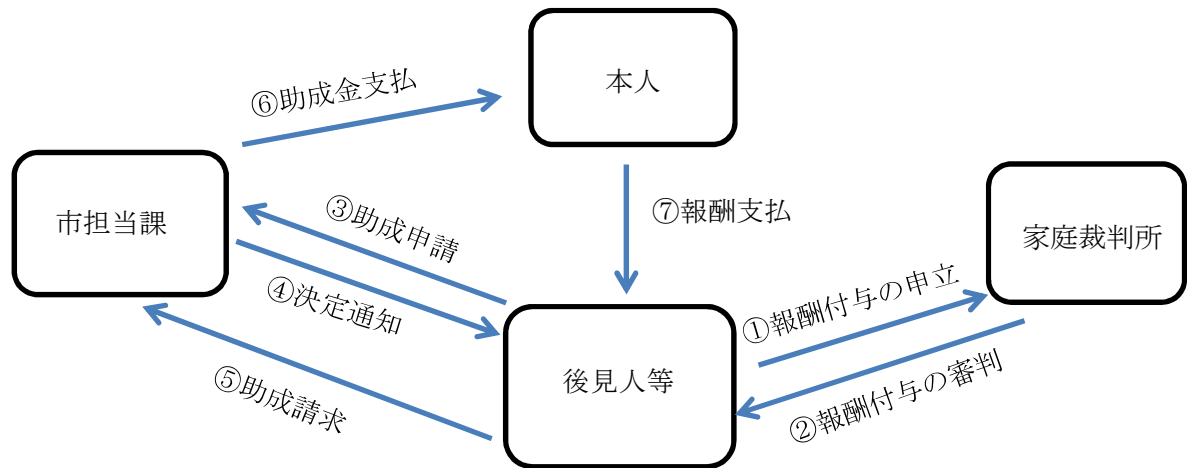 本人
⑥助成金支払
市担当課
③助成申請
⑦報酬支払
家庭裁判所
④決定通知
①報酬付与の申立
⑤助成請求
後見人等
②報酬付与の審判